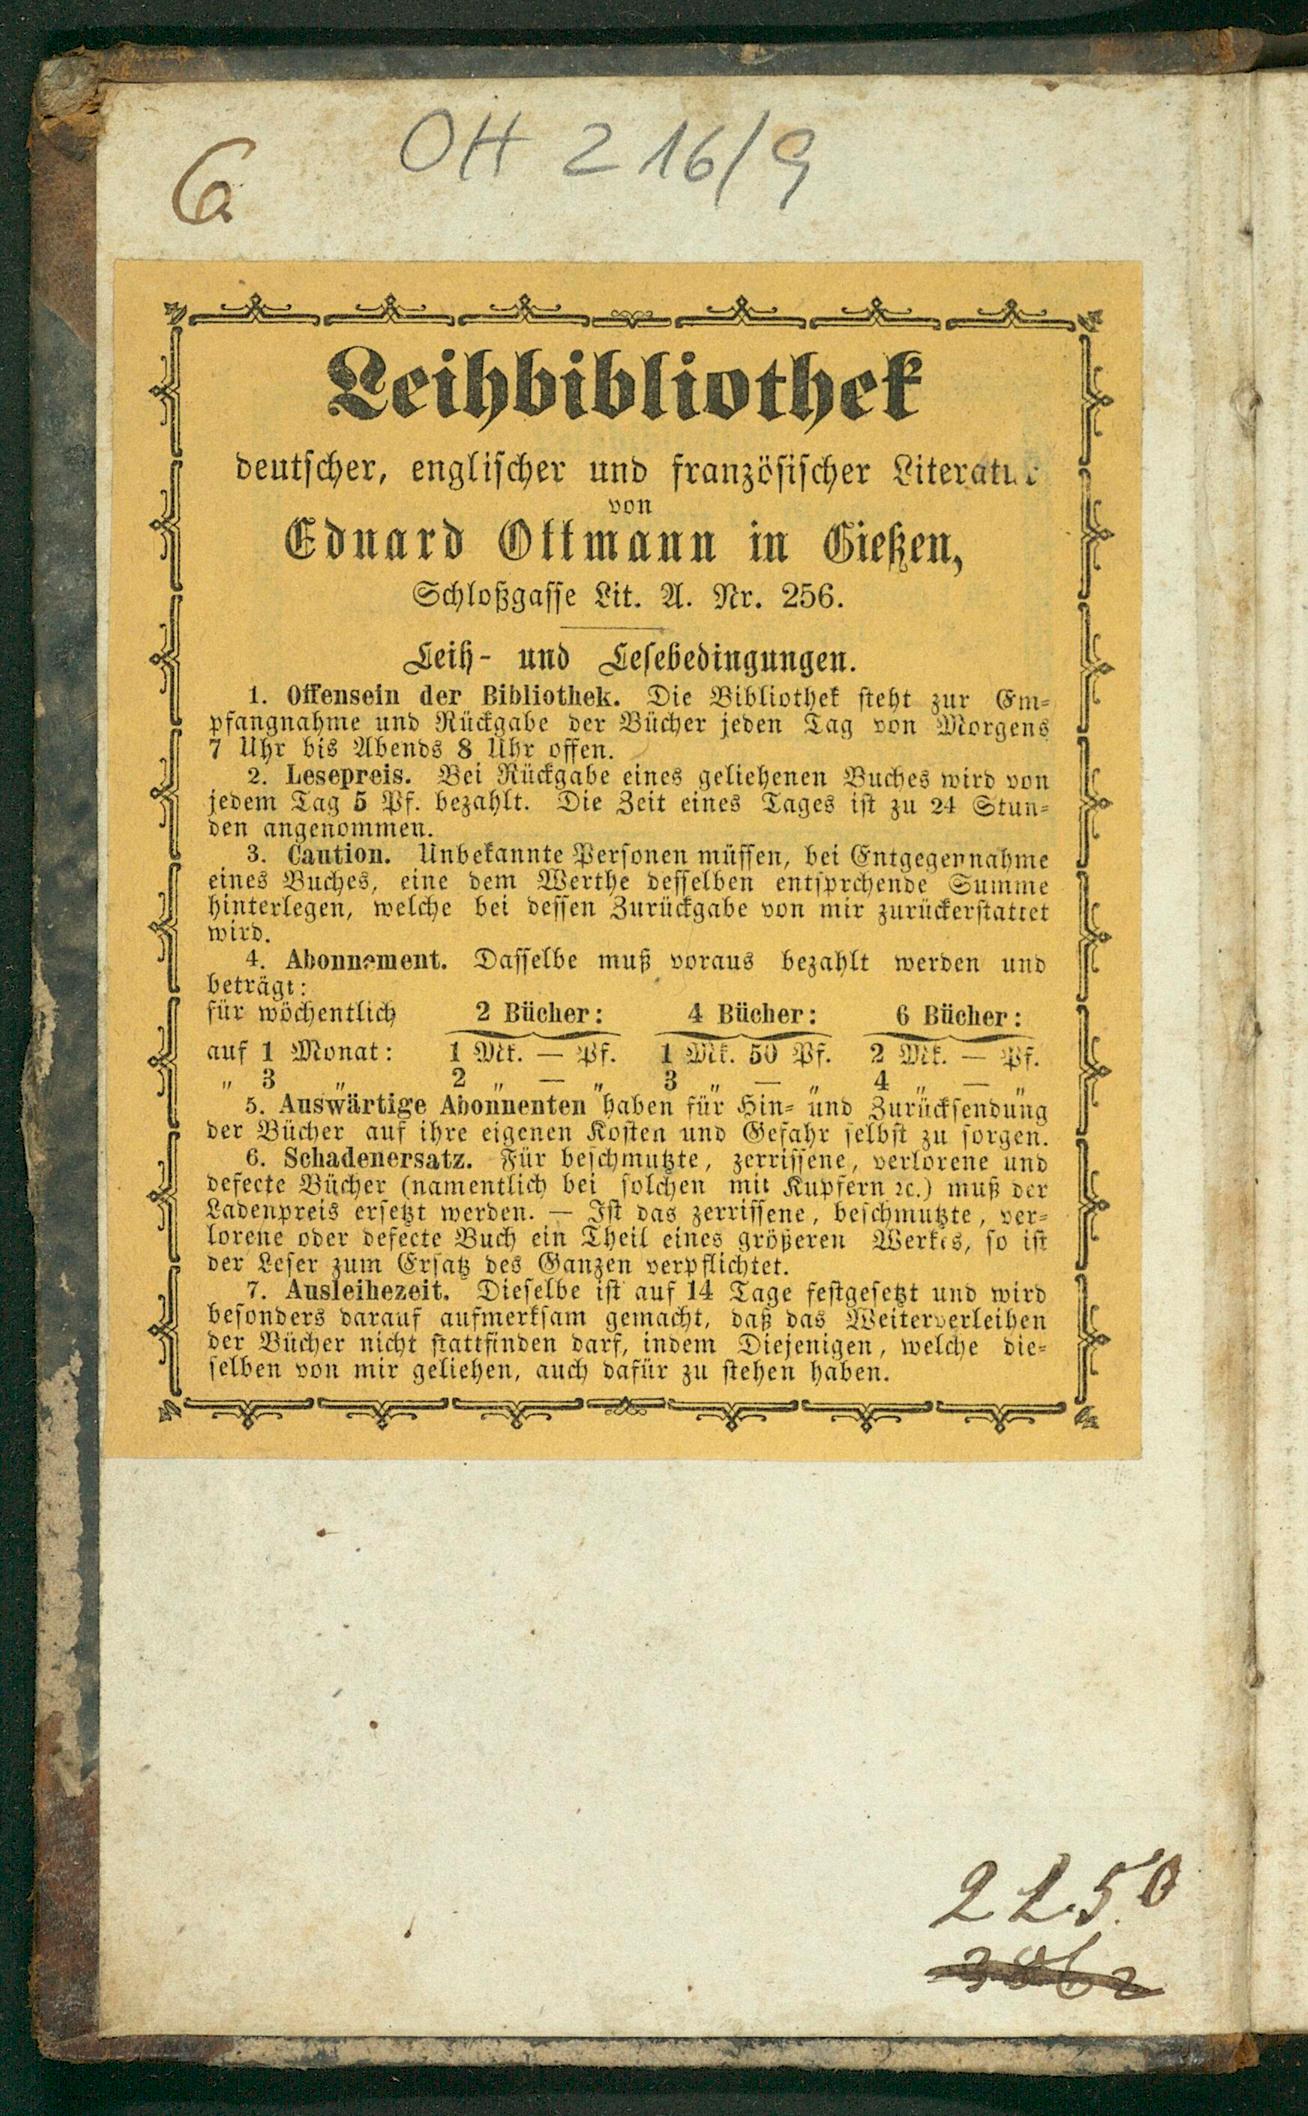 OH 216/9
6.
Leihbibliothek
deutscher, englischer und französischer Literatur
von
Eduard Ottmann in Gießen,
Schloßgasse Lit. A. Nr. 256.
Leih- und Lesebedingungen.
1. Offensein der Bibliothek. Die Bibliothek steht zur Em-
pfangnahme und Rückgabe der Bücher jeden Tag von Morgens
7 Uhr bis Abends 8 Uhr offen.
2. Lesepreis. Bei Rückgabe eines geliehenen Buches wird von
jedem Tag 5 Pf. bezahlt. Die Zeit eines Tages ist zu 24 Stun-
den angenommen.
3. Caution. Unbekannte Personen müssen, bei Entgegennahme
eines Buches, eine dem Werthe desselben entsprchende Summe
hinterlegen, welche bei dessen Zurückgabe von mir zurückerstattet
wird.
4. Abonnement. Dasselbe muß voraus bezahlt werden und
beträgt:
für wöchentlich 2 Bücher: 4 Bücher: 6 Bücher:
auf 1 Monat: 1 Mk. — Pf. 1 Mk. 50 Pf. 2 Mk. — Pf.
„ 3 „ 2 „ — „ 3 „ — „ 4 „ — „
5. Auswärtige Abonnenten haben für Hin- und Zurücksendung
der Bücher auf ihre eigenen Kosten und Gefahr selbst zu sorgen.
6. Schadenersatz. Für beschmutzte, zerrissene, verlorene und
defecte Bücher (namentlich bei solchen mit Kupfern ꝛc.) muß der
Ladenpreis ersetzt werden. — Ist das zerrissene, beschmutzte, ver-
lorene oder defecte Buch ein Theil eines größeren Werkes, so ist
der Leser zum Ersatz des Ganzen verpflichtet.
7. Ausleihezeit. Dieselbe ist auf 14 Tage festgesetzt und wird
besonders darauf aufmerksam gemacht, daß das Weiterverleihen
der Bücher nicht stattfinden darf, indem Diejenigen, welche die-
selben von mir geliehen, auch dafür zu stehen haben.